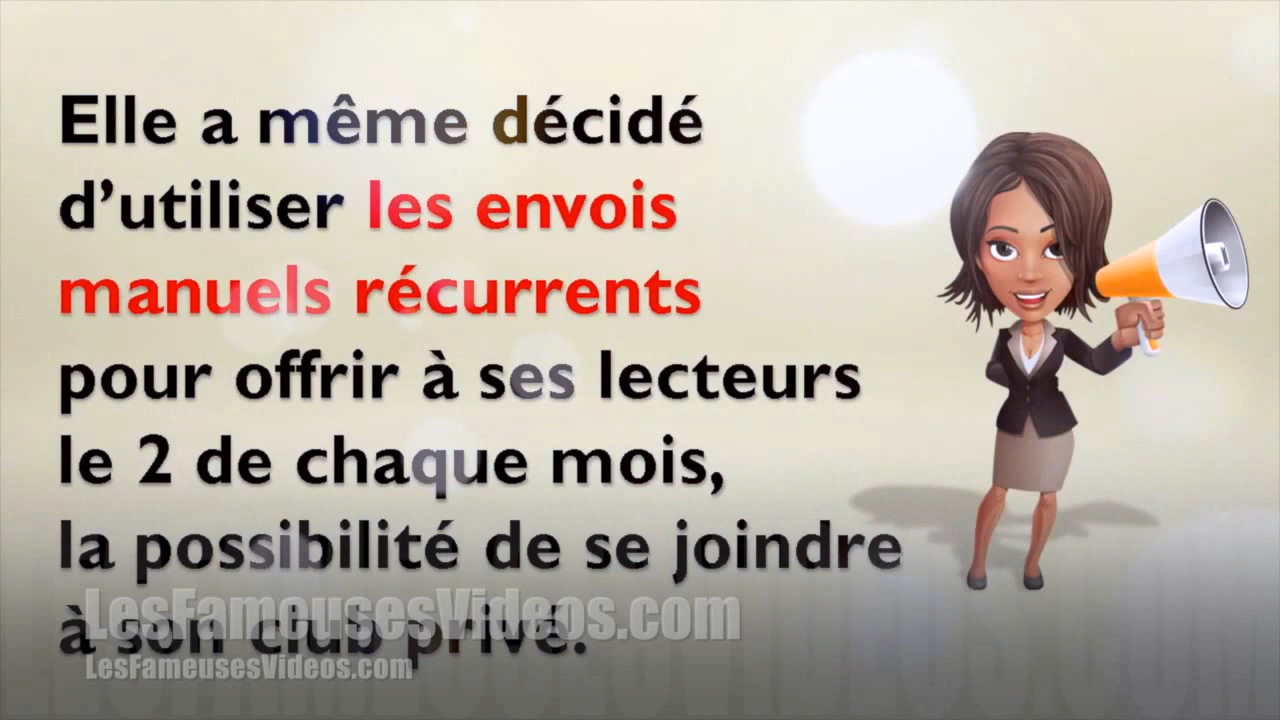 Elle a même décidé
d’utiliser les envois
manuels récurrents
pour offrir à ses lecteurs
le 2 de chaque mois,
la possibilité de se joindre
à son club privé.
LesFameusesVideos.com
LesFameusesVideos.com